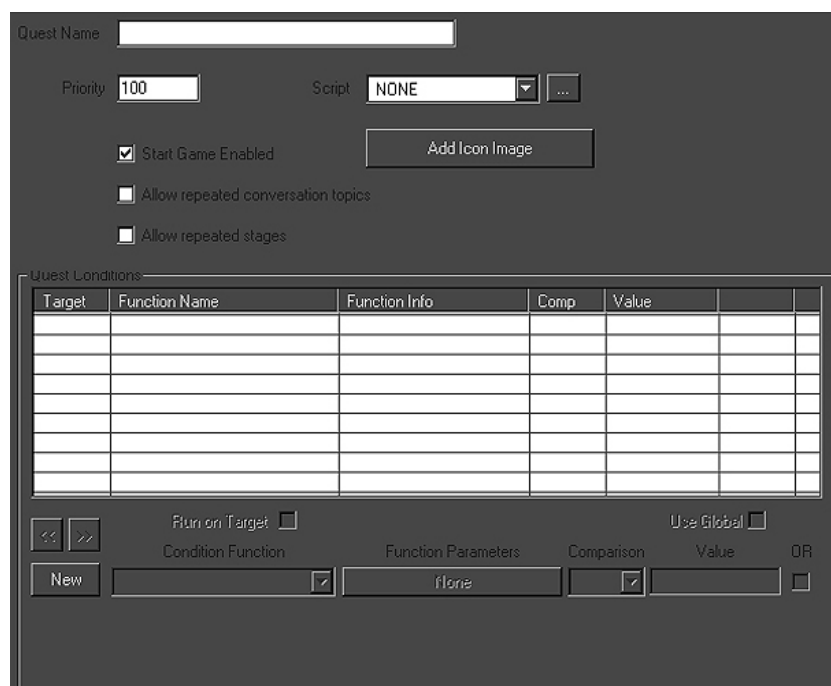 Quest Name
Priority 100 Script NONE ...
Start Game Enabled Add Icon Image
Allow repeated conversation topics
Allow repeated stages
Quest Conditions
Target Function Name Function Info Comp Value
<< >> Run on Target Use Global
Condition Function Function Parameters Comparison Value OR
New None